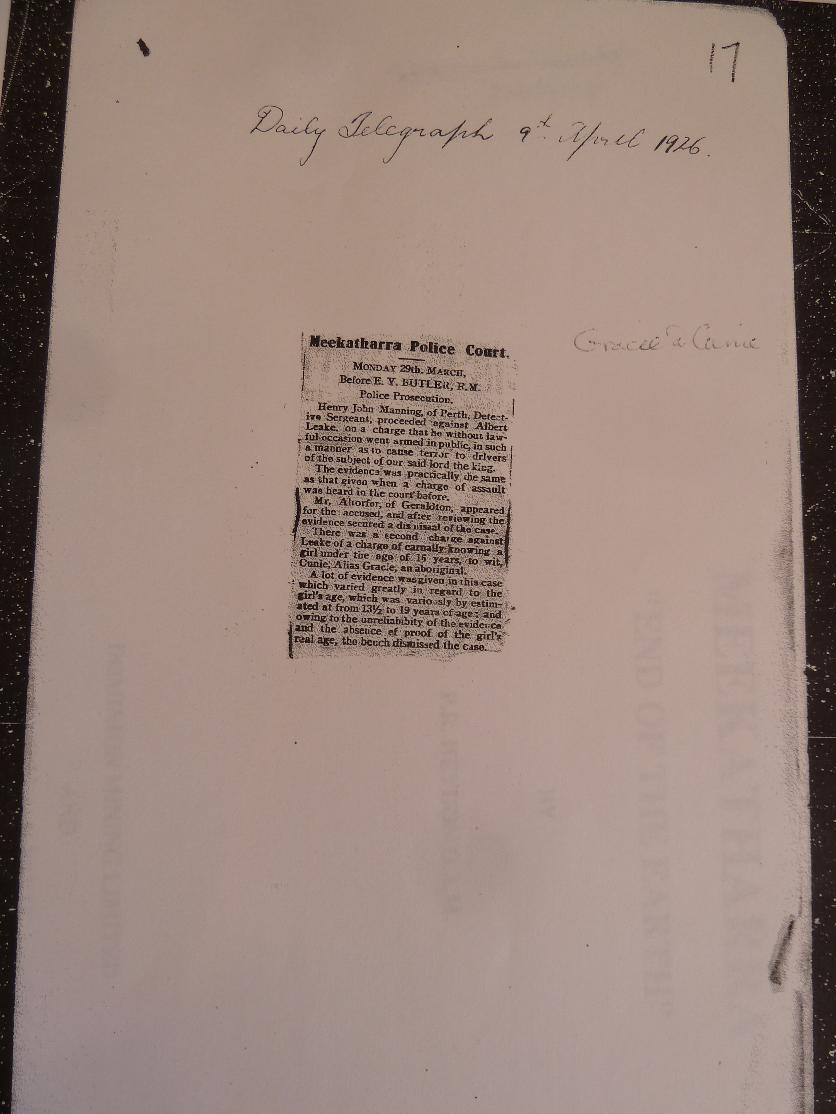 17
Daily Telegraph 9th April 1926.
Gracie & Cunie
Meekatharra Police Court.
MONDAY 29th. MARCH,
Before E. Y. BUTLER, R.M.
Police Prosecution.
Henry John Manning, of Perth, Detect-
ive Sergeant, proceeded against Albert
Leake, on a charge that he without law-
ful occasion went armed in public, in such
a manner as to cause terror to drivers
of the subject of our said lord the king.
The evidence was practically the same
as that given when a charge of assault
was heard in the court before.
Mr. Altorfer, of Geraldton, appeared
for the accused, and after reviewing the
evidence secured a dismissal of the case.
There was a second charge against
Leake of a charge of carnally knowing a
girl under the age of 16 years, to wit,
Cunie, Alias Gracie, an aboriginal.
A lot of evidence was given in this case
which varied greatly in regard to the
girl's age, which was variously by estim-
ated at from 13½ to 19 years of age; and
owing to the unreliabity of the evidence
and the absence of proof of the girl's
real age, the bench dismissed the case.
MEEKATHARRA
"END OF THE EARTH"
BY